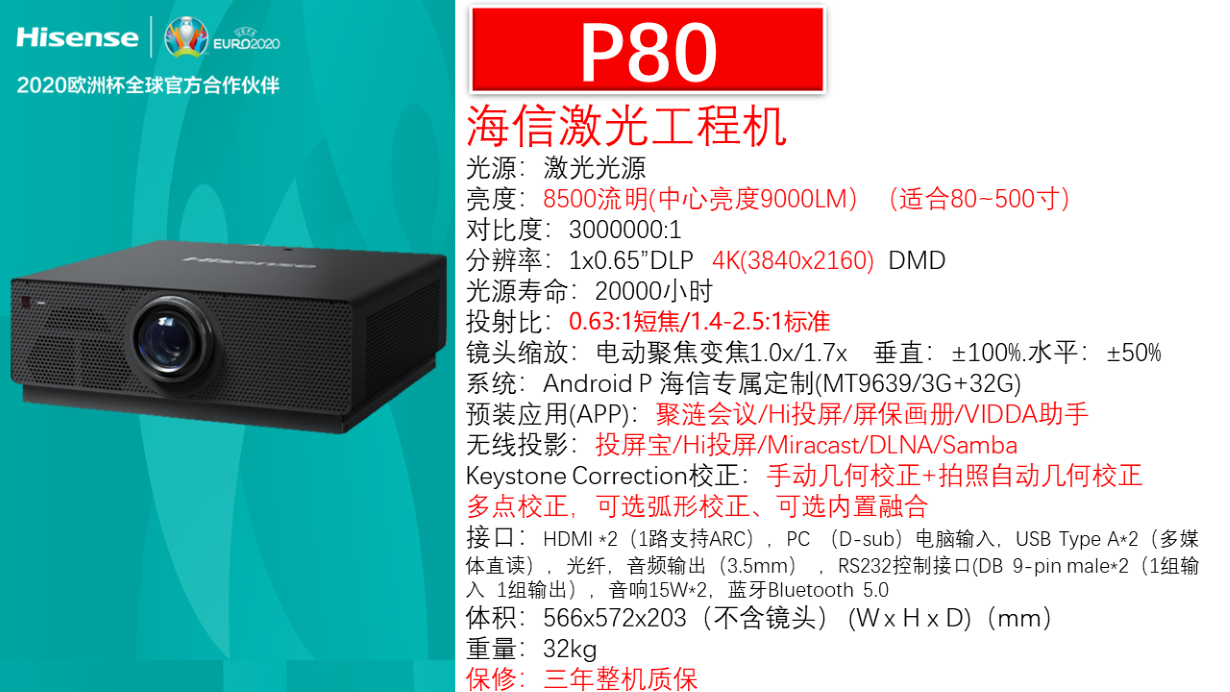 Hisense
UEFA
EURO2020
2020欧洲杯全球官方合作伙伴
Hisense
P80
海信激光工程机
光源：激光光源
亮度：8500流明(中心亮度9000LM）（适合80~500寸）
对比度：3000000:1
分辨率：1x0.65”DLP 4K(3840x2160) DMD
光源寿命：20000小时
投射比：0.63:1短焦/1.4-2.5:1标准
镜头缩放：电动聚焦变焦1.0x/1.7x 垂直：±100%.水平：±50%
系统：Android P 海信专属定制(MT9639/3G+32G)
预装应用(APP)：聚涟会议/Hi投屏/屏保画册/VIDDA助手
无线投影：投屏宝/Hi投屏/Miracast/DLNA/Samba
Keystone Correction校正：手动几何校正+拍照自动几何校正
多点校正，可选弧形校正、可选内置融合
接口：HDMI *2（1路支持ARC），PC （D-sub）电脑输入，USB Type A*2（多媒
体直读），光纤，音频输出（3.5mm），RS232控制接口(DB 9-pin male*2（1组输
入 1组输出），音响15W*2，蓝牙Bluetooth 5.0
体积：566x572x203（不含镜头） (W x H x D)（mm）
重量：32kg
保修：三年整机质保